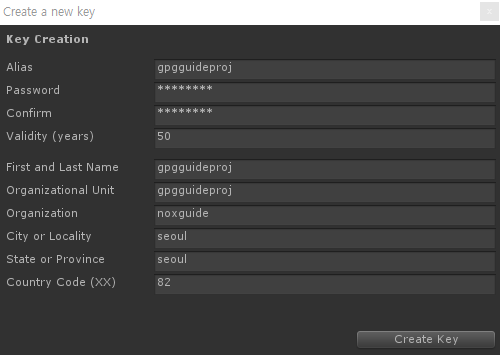 Create a new key
x
Key Creation
Alias gpgguideproj
Password ********
Confirm ********
Validity (years) 50
First and Last Name gpgguideproj
Organizational Unit gpgguideproj
Organization noxguide
City or Locality seoul
State or Province seoul
Country Code (XX) 82
Create Key